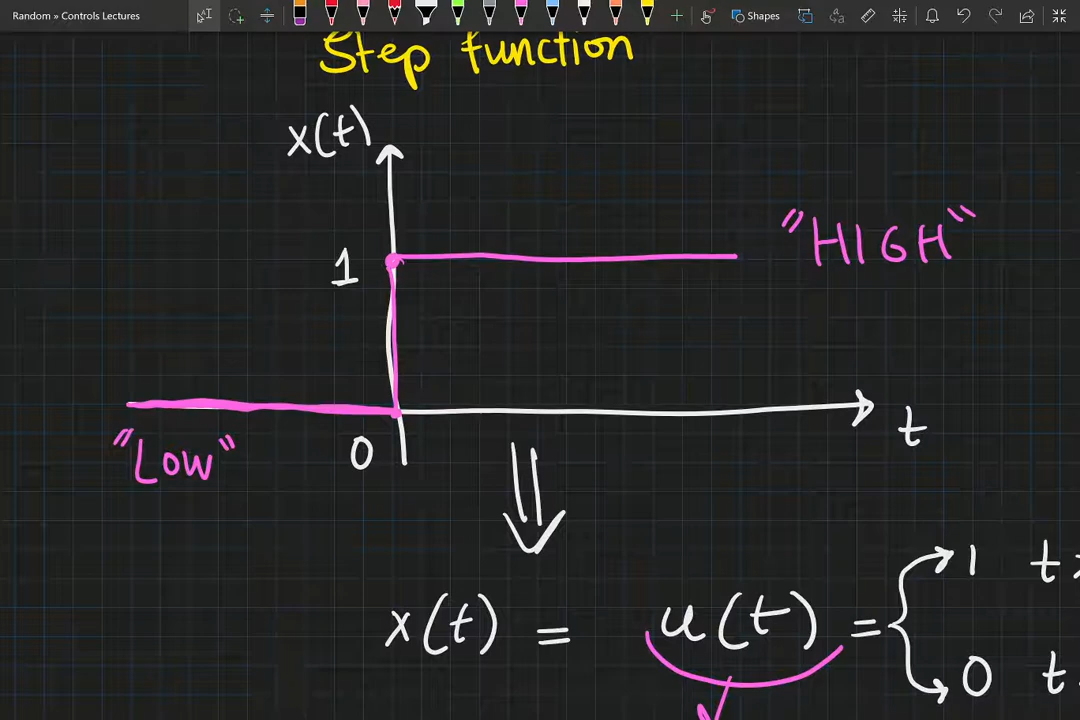 Random » Controls Lectures
Shapes
Step function
x(t)
1
"HIGH"
"Low"
0
t
x(t) = u(t) =
1 t
0 t